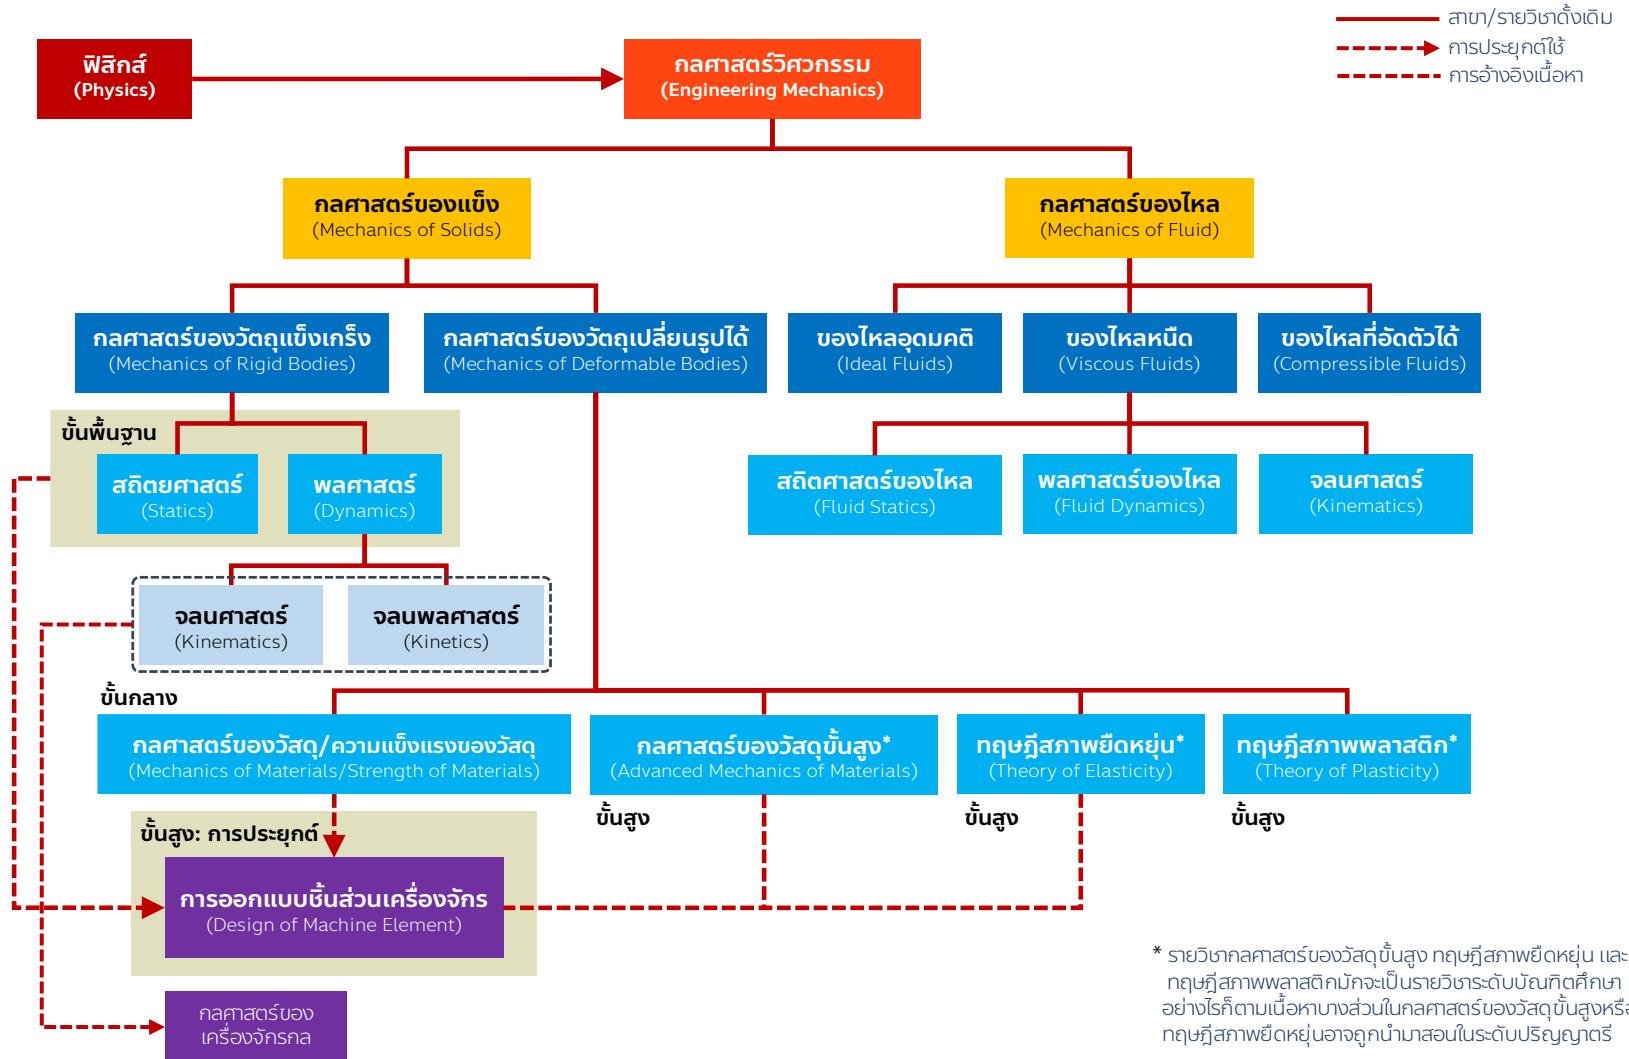 สาขา/รายวิชาดั้งเดิม
การประยุกต์ใช้
การอ้างอิงเนื้อหา
ฟิสิกส์
(Physics)
กลศาสตร์วิศวกรรม
(Engineering Mechanics)
กลศาสตร์ของแข็ง
(Mechanics of Solids)
กลศาสตร์ของไหล
(Mechanics of Fluid)
กลศาสตร์ของวัตถุแข็งเกร็ง
(Mechanics of Rigid Bodies)
กลศาสตร์ของวัตถุเปลี่ยนรูปได้
(Mechanics of Deformable Bodies)
ของไหลอุดมคติ
(Ideal Fluids)
ของไหลหนืด
(Viscous Fluids)
ของไหลที่อัดตัวได้
(Compressible Fluids)
ขั้นพื้นฐาน
สถิตยศาสตร์
(Statics)
พลศาสตร์
(Dynamics)
สถิตศาสตร์ของไหล
(Fluid Statics)
พลศาสตร์ของไหล
(Fluid Dynamics)
จลนศาสตร์
(Kinematics)
จลนศาสตร์
(Kinematics)
จลนพลศาสตร์
(Kinetics)
ขั้นกลาง
กลศาสตร์ของวัสดุ/ความแข็งแรงของวัสดุ
(Mechanics of Materials/Strength of Materials)
กลศาสตร์ของวัสดุขั้นสูง*
(Advanced Mechanics of Materials)
ทฤษฎีสภาพยืดหยุ่น*
(Theory of Elasticity)
ทฤษฎีสภาพพลาสติก*
(Theory of Plasticity)
ขั้นสูง
ขั้นสูง
ขั้นสูง
ขั้นสูง: การประยุกต์
การออกแบบชิ้นส่วนเครื่องจักร
(Design of Machine Element)
กลศาสตร์ของ
เครื่องจักรกล
* รายวิชากลศาสตร์ของวัสดุขั้นสูง ทฤษฎีสภาพยืดหยุ่น และ
ทฤษฎีสภาพพลาสติกมักจะเป็นรายวิชาระดับบัณฑิตศึกษา
อย่างไรก็ตามเนื้อหาบางส่วนในกลศาสตร์ของวัสดุขั้นสูงหรือ
ทฤษฎีสภาพยืดหยุ่นอาจถูกนำมาสอนในระดับปริญญาตรี